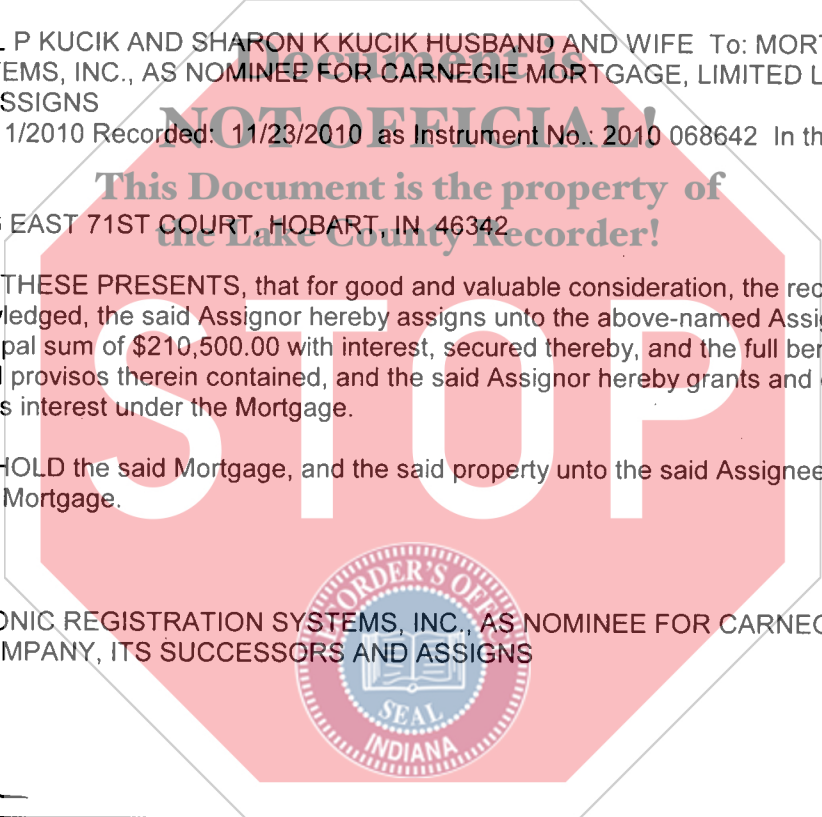 P KUCIK AND SHARON K KUCIK HUSBAND AND WIFE To: MORT
EMS, INC., AS NOMINEE FOR CARNEGIE MORTGAGE, LIMITED L
SSIGNS
1/2010 Recorded: 11/23/2010 as Instrument No.: 2010 068642 In th
EAST 71ST COURT, HOBART, IN 46342
THESE PRESENTS, that for good and valuable consideration, the rec
ledged, the said Assignor hereby assigns unto the above-named Assig
pal sum of $210,500.00 with interest, secured thereby, and the full ben
provisos therein contained, and the said Assignor hereby grants and
s interest under the Mortgage.
HOLD the said Mortgage, and the said property unto the said Assignee
Mortgage.
ONIC REGISTRATION SYSTEMS, INC., AS NOMINEE FOR CARNEG
MPANY, ITS SUCCESSORS AND ASSIGNS
Document is
NOT OFFICIAL!
This Document is the property of
the Lake County Recorder!
STOP
SEAL
INDIANA